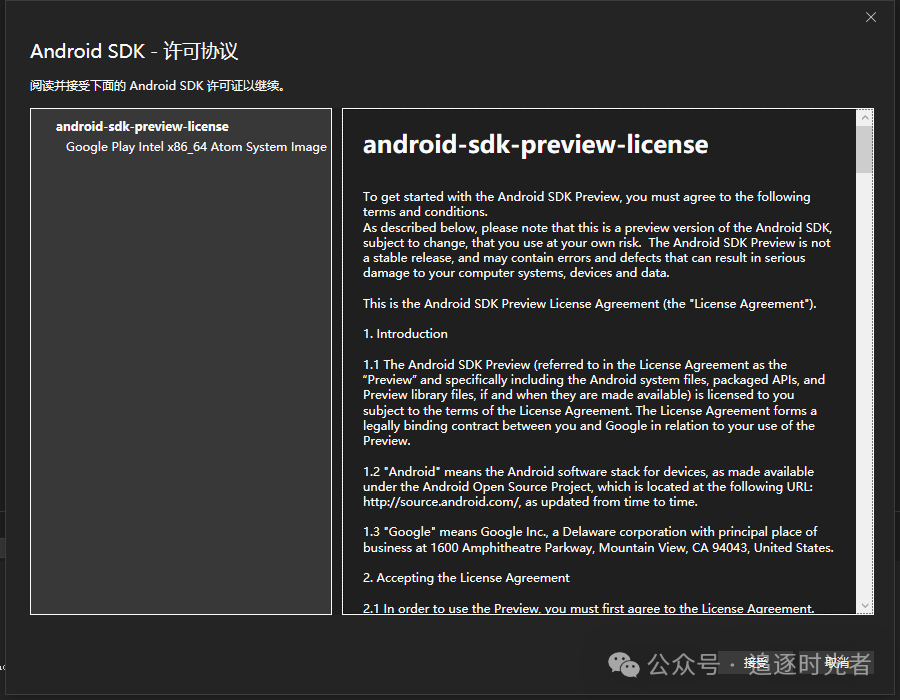 Android SDK - 许可协议
阅读并接受下面的 Android SDK 许可证以继续。
android-sdk-preview-license
Google Play Intel x86_64 Atom System Image
android-sdk-preview-license
To get started with the Android SDK Preview, you must agree to the following
terms and conditions.
As described below, please note that this is a preview version of the Android SDK,
subject to change, that you use at your own risk.  The Android SDK Preview is not
a stable release, and may contain errors and defects that can result in serious
damage to your computer systems, devices and data.
This is the Android SDK Preview License Agreement (the "License Agreement").
1. Introduction
1.1 The Android SDK Preview (referred to in the License Agreement as the
“Preview” and specifically including the Android system files, packaged APIs, and
Preview library files, if and when they are made available) is licensed to you
subject to the terms of the License Agreement. The License Agreement forms a
legally binding contract between you and Google in relation to your use of the
Preview.
1.2 "Android" means the Android software stack for devices, as made available
under the Android Open Source Project, which is located at the following URL:
http://source.android.com/, as updated from time to time.
1.3 "Google" means Google Inc., a Delaware corporation with principal place of
business at 1600 Amphitheatre Parkway, Mountain View, CA 94043, United States.
2. Accepting the License Agreement
2.1 In order to use the Preview, you must first agree to the License Agreement.
接受
取消
公众号 · 追逐时光者